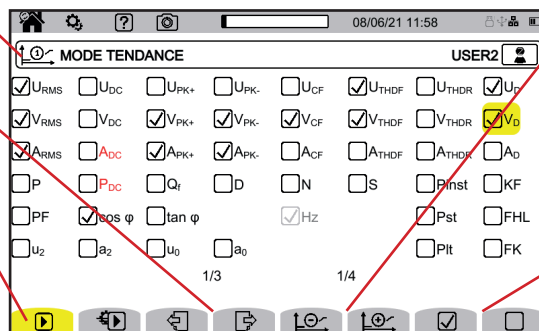 08/06/21 11:58
1 MODE TENDANCE USER2
URMS UDC UPK+ UPK- UCF UTHDF UTHDR UD
VRMS VDC VPK+ VPK- VCF VTHDF VTHDR VD
ARMS ADC APK+ APK- ACF ATHDF ATHDR AD
P PDC Qf D N S PInst KF
PF cos φ tan φ Hz Pst FHL
u2 a2 u0 a0 Plt FK
1/3 1/4